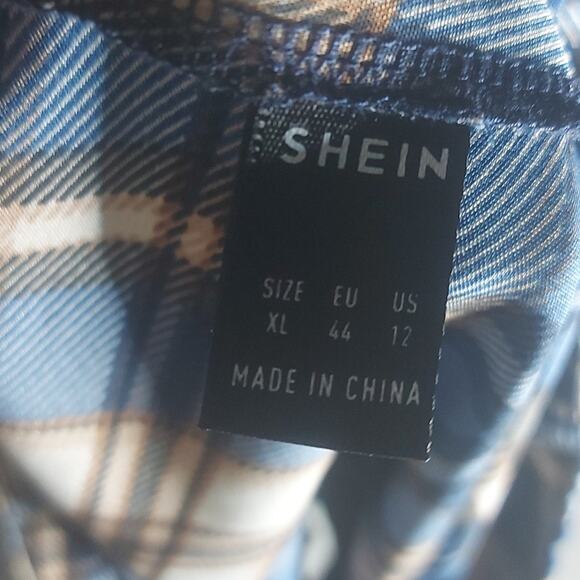 SHEIN
SIZE EU US
XL 44 12
MADE IN CHINA